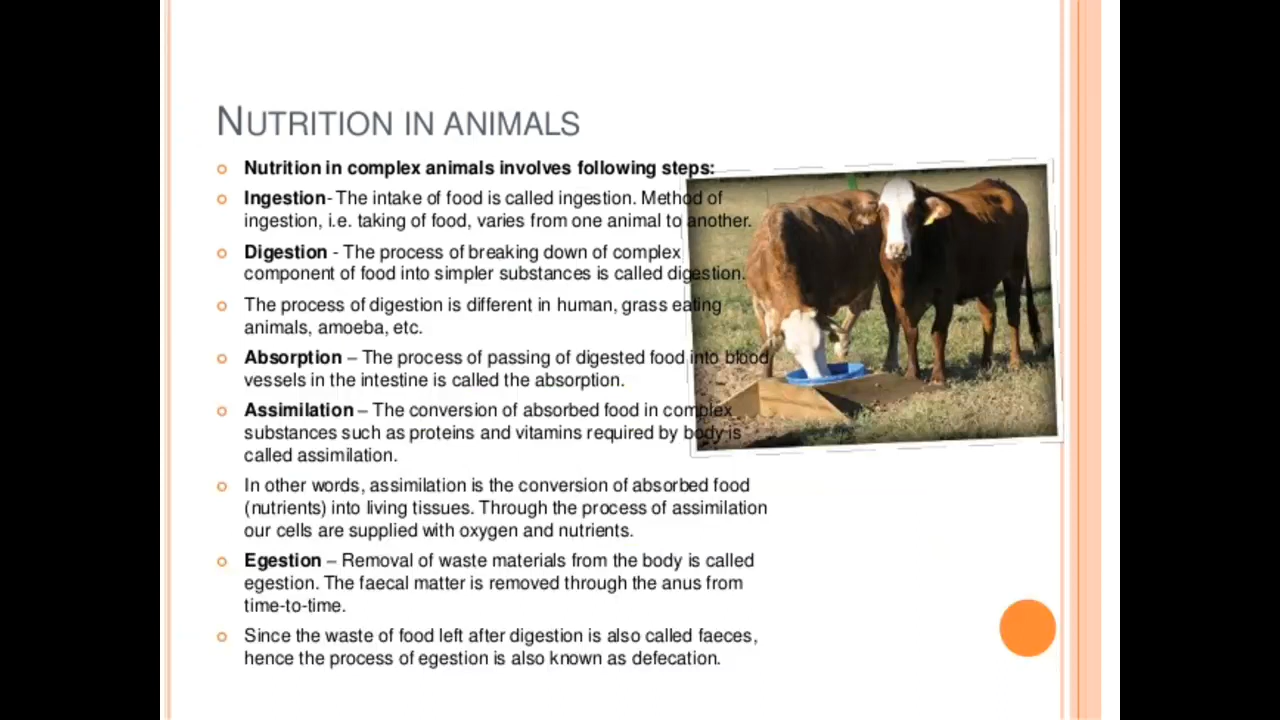 NUTRITION IN ANIMALS
Nutrition in complex animals involves following steps:
Ingestion- The intake of food is called ingestion. Method of
ingestion, i.e. taking of food, varies from one animal to another.
Digestion - The process of breaking down of complex
component of food into simpler substances is called digestion.
The process of digestion is different in human, grass eating
animals, amoeba, etc.
Absorption – The process of passing of digested food into blood
vessels in the intestine is called the absorption.
Assimilation – The conversion of absorbed food in complex
substances such as proteins and vitamins required by body is
called assimilation.
In other words, assimilation is the conversion of absorbed food
(nutrients) into living tissues. Through the process of assimilation
our cells are supplied with oxygen and nutrients.
Egestion – Removal of waste materials from the body is called
egestion. The faecal matter is removed through the anus from
time-to-time.
Since the waste of food left after digestion is also called faeces,
hence the process of egestion is also known as defecation.